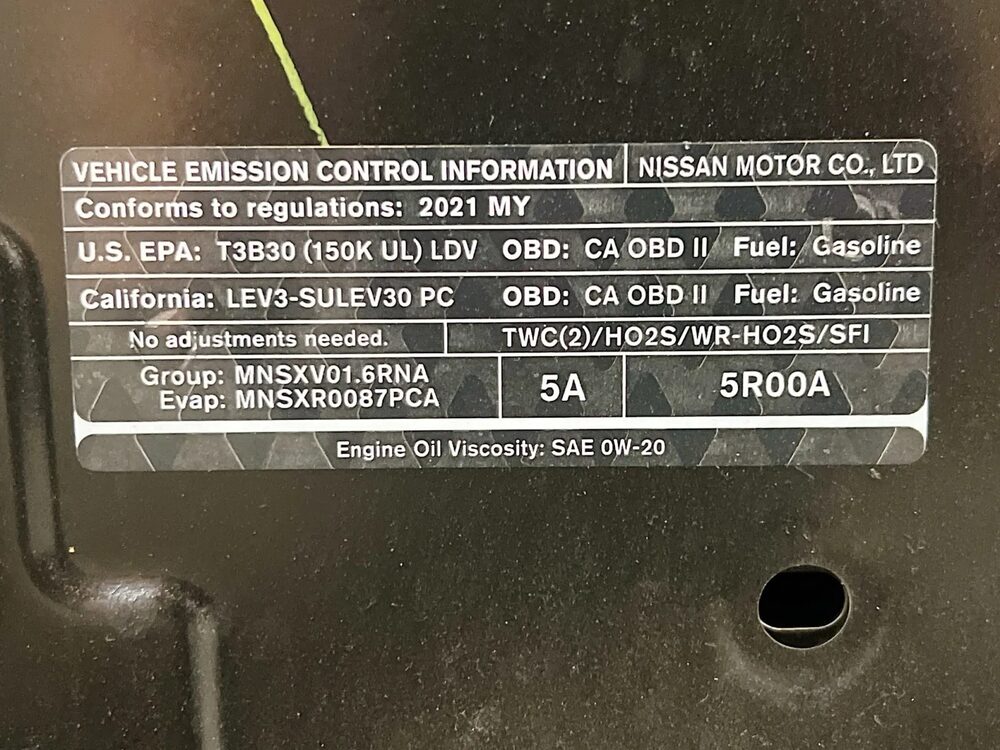 VEHICLE EMISSION CONTROL INFORMATION NISSAN MOTOR CO., LTD
Conforms to regulations: 2021 MY
U.S. EPA: T3B30 (150K UL) LDV OBD: CA OBD II Fuel: Gasoline
California: LEV3-SULEV30 PC OBD: CA OBD II Fuel: Gasoline
No adjustments needed. TWC(2)/HO2S/WR-HO2S/SFI
Group: MNSXV01.6RNA
Evap: MNSXR0087PCA
5A
5R00A
Engine Oil Viscosity: SAE 0W-20